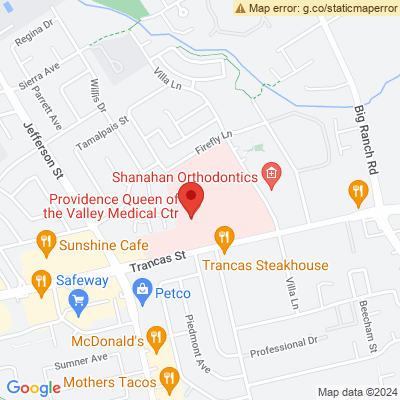 Map error: g.co/staticmaperror
Regina Dr
Sierra Ave
Parrett Ave
Willis Dr
Villa Ln
Tamalpais St
Jefferson St
Firefly Ln
Big Ranch Rd
Shanahan Orthodontics
Providence Queen of
the Valley Medical Ctr
Sunshine Cafe
Trancas St
Trancas Steakhouse
Safeway
Petco
Villa Ln
Beecham St
McDonald's
Piedmont Ave
Professional Dr
Sumner Ave
Mothers Tacos
Google
Map data ©2024